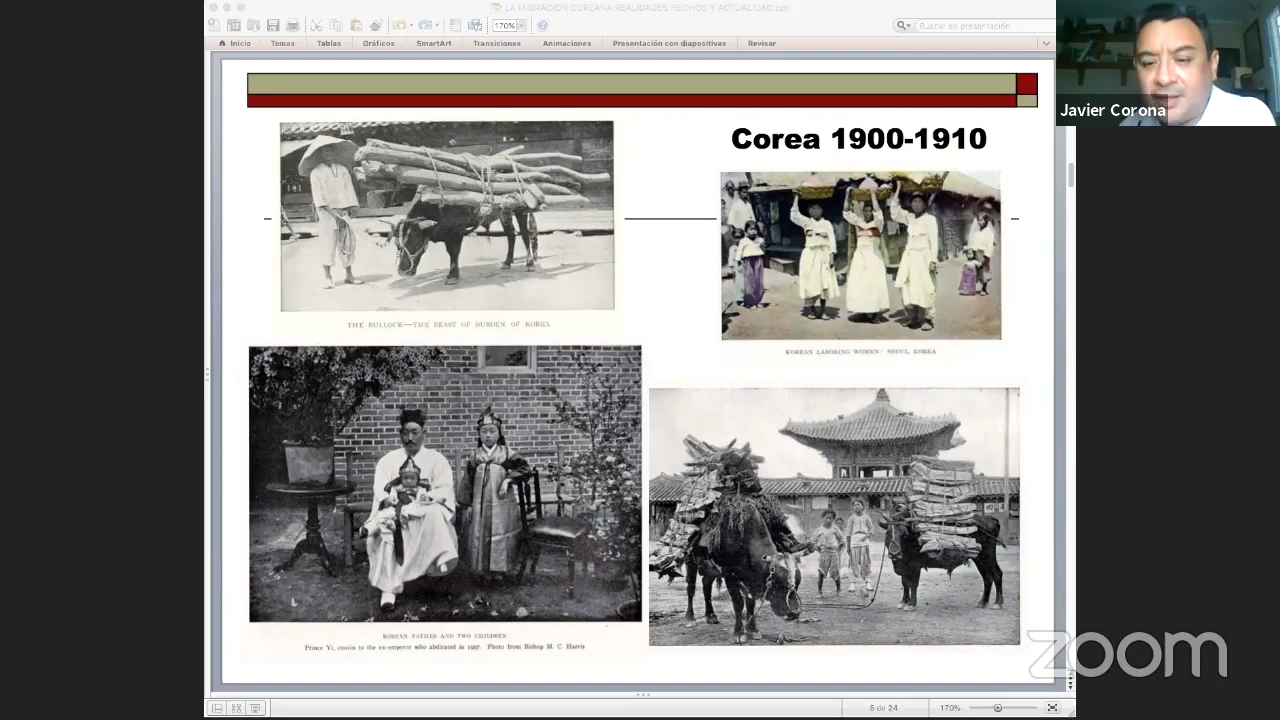 LA MIGRACION COREANA REALIDADES HECHOS Y ACTUALIDAD.ppt
170%
Buscar en presentación
Inicio Temas Tablas Gráficos SmartArt Transiciones Animaciones Presentación con diapositivas Revisar
Javier Corona
Corea 1900-1910
THE BULLOCK—THE BEAST OF BURDEN OF KOREA
KOREAN LABORING WOMEN: SEOUL, KOREA
KOREAN FATHER AND TWO CHILDREN
Prince Yi, cousin to the ex-emperor who abdicated in 1907. Photo from Bishop M. C. Harris
zoom
5 de 24
170%